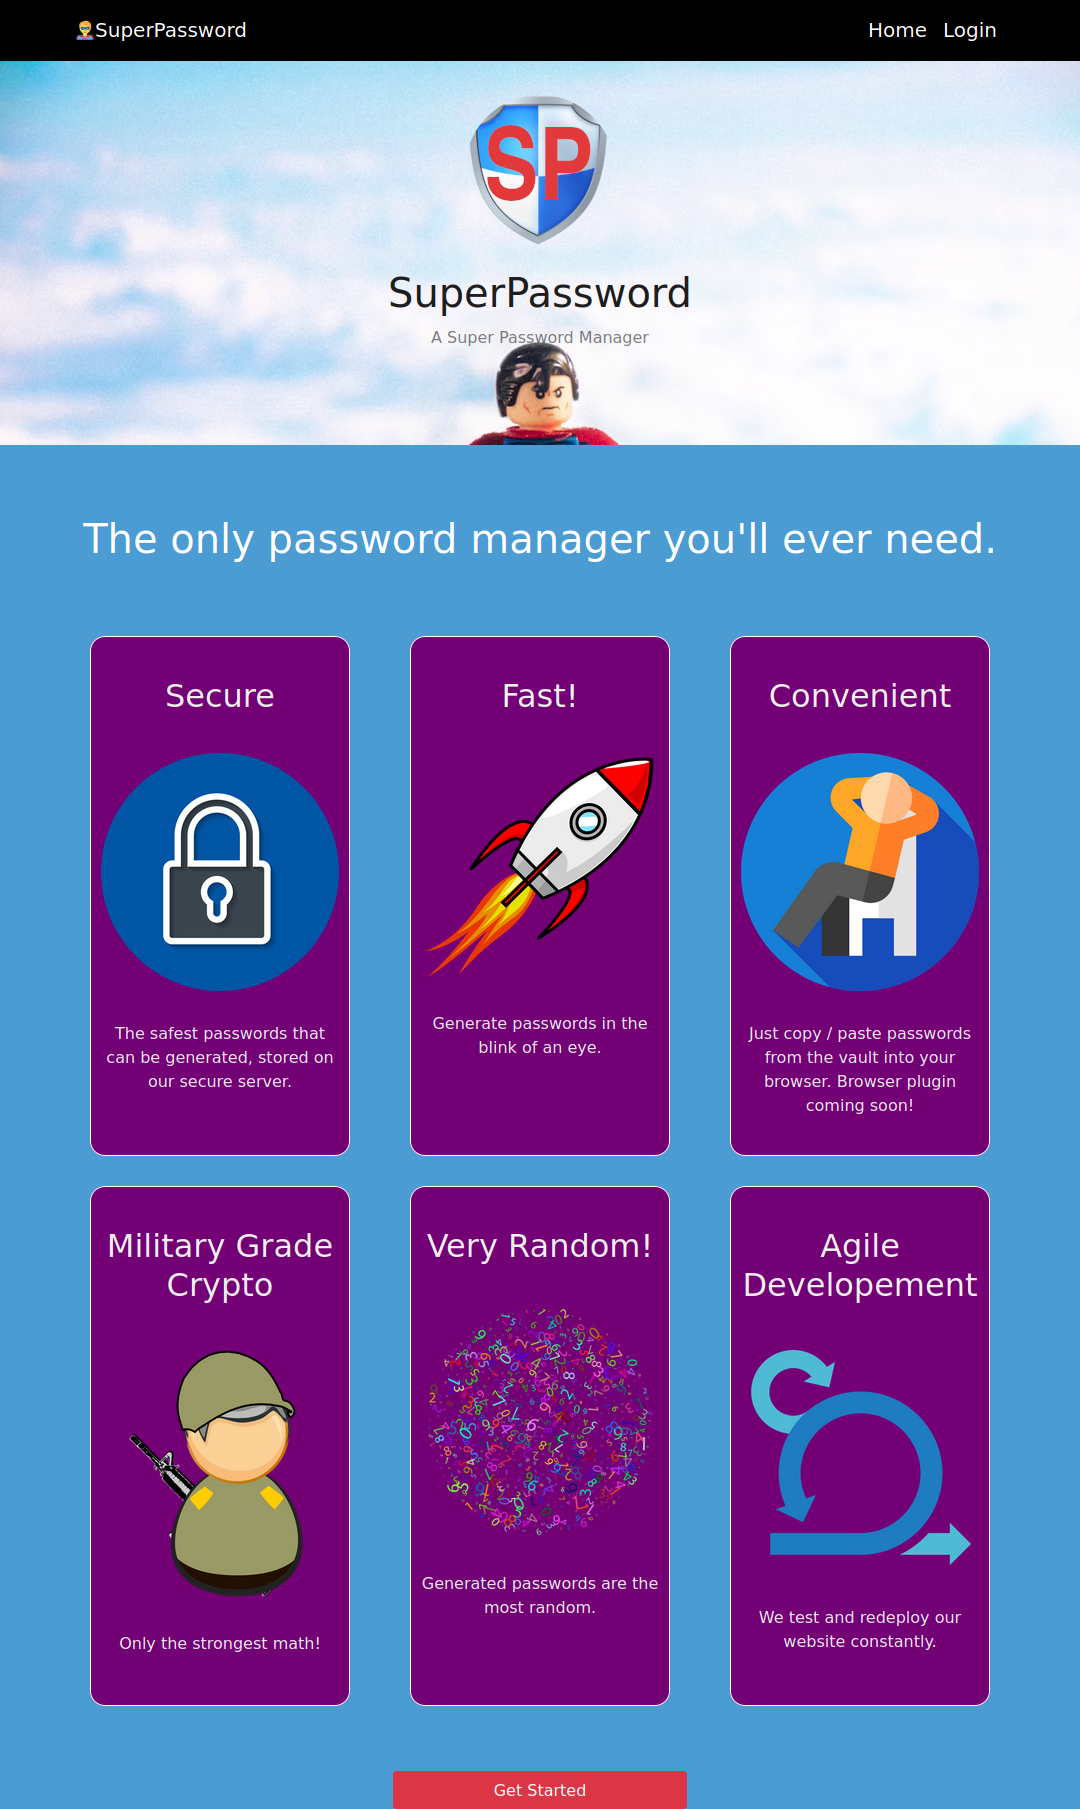 SuperPassword
Home Login
SP
SuperPassword
A Super Password Manager
The only password manager you'll ever need.
Secure
The safest passwords that
can be generated, stored on
our secure server.
Fast!
Generate passwords in the
blink of an eye.
Convenient
Just copy / paste passwords
from the vault into your
browser. Browser plugin
coming soon!
Military Grade
Crypto
Only the strongest math!
Very Random!
Generated passwords are the
most random.
Agile
Developement
We test and redeploy our
website constantly.
Get Started